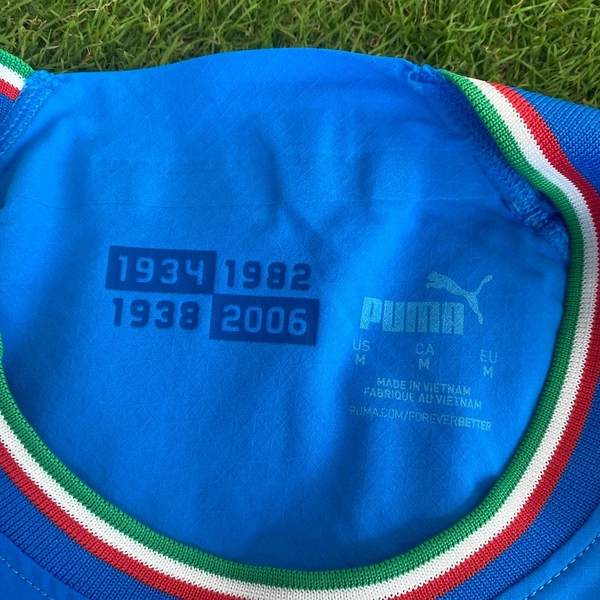 1934 1982
1938 2006
PUMA
US CA EU
M M M
MADE IN VIETNAM
FABRIQUE AU VIETNAM
PUMA.COM/FOREVERBETTER